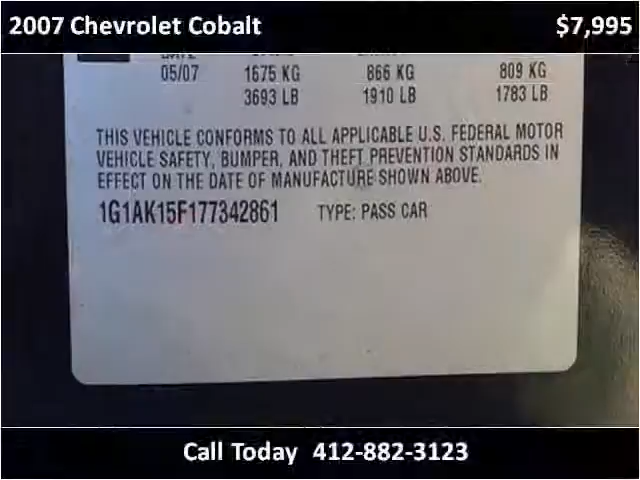 2007 Chevrolet Cobalt $7,995
05/07 1675 KG 866 KG 809 KG
3693 LB 1910 LB 1783 LB
THIS VEHICLE CONFORMS TO ALL APPLICABLE U.S. FEDERAL MOTOR
VEHICLE SAFETY, BUMPER, AND THEFT PREVENTION STANDARDS IN
EFFECT ON THE DATE OF MANUFACTURE SHOWN ABOVE.
1G1AK15F177342861 TYPE: PASS CAR
Call Today 412-882-3123